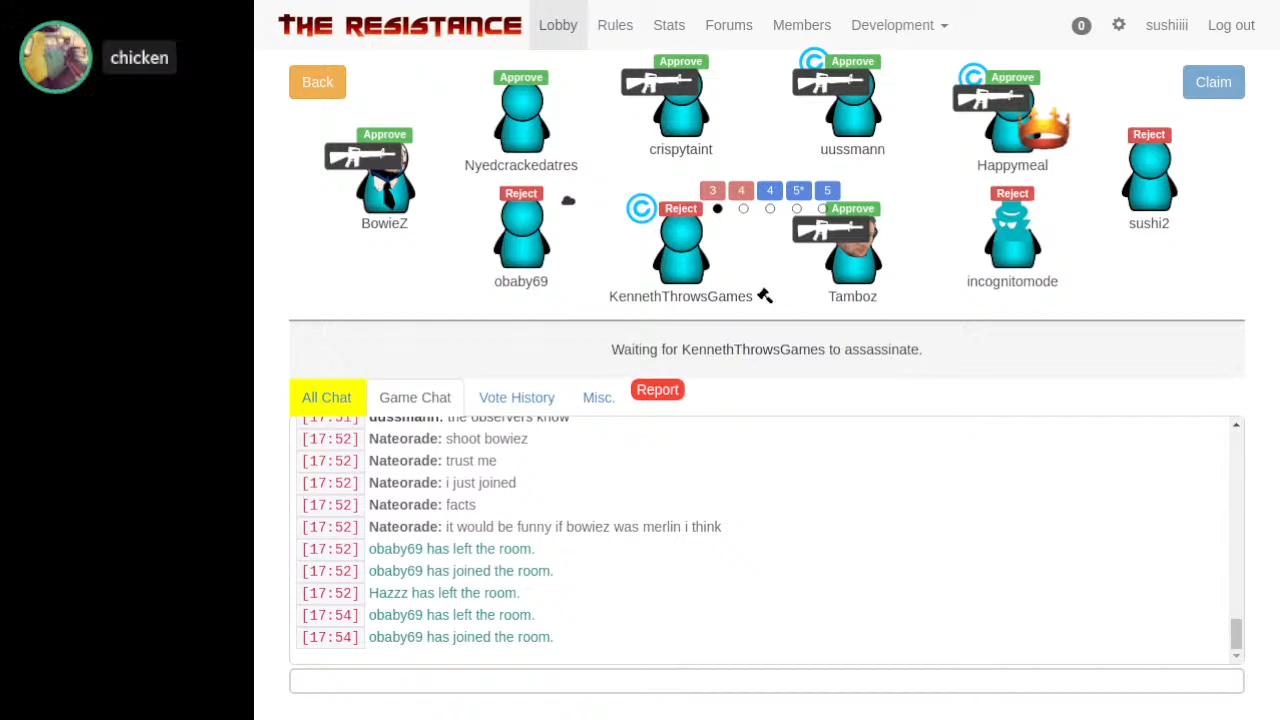 chicken
THE RESISTANCE
Lobby
Rules
Stats
Forums
Members
Development
0
sushiiii
Log out
Back
Claim
Approve
Nyedcrackedatres
Approve
crispytaint
Approve
uussmann
Approve
Happymeal
Approve
BowieZ
Reject
sushi2
Reject
obaby69
Reject
KennethThrowsGames
3 4 4 5* 5
Approve
Tamboz
Reject
incognitomode
Waiting for KennethThrowsGames to assassinate.
All Chat
Game Chat
Vote History
Misc.
Report
[17:51] uussmann: the observers know
[17:52] Nateorade: shoot bowiez
[17:52] Nateorade: trust me
[17:52] Nateorade: i just joined
[17:52] Nateorade: facts
[17:52] Nateorade: it would be funny if bowiez was merlin i think
[17:52] obaby69 has left the room.
[17:52] obaby69 has joined the room.
[17:52] Hazzz has left the room.
[17:54] obaby69 has left the room.
[17:54] obaby69 has joined the room.